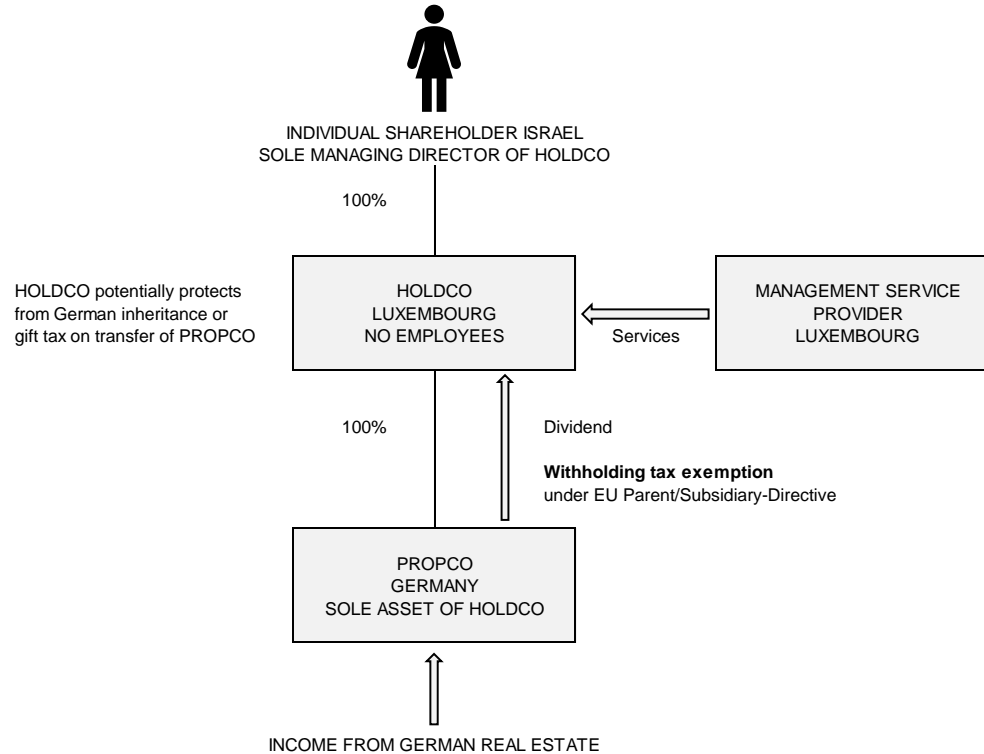 INDIVIDUAL SHAREHOLDER ISRAEL
SOLE MANAGING DIRECTOR OF HOLDCO
100%
HOLDCO potentially protects
from German inheritance or
gift tax on transfer of PROPCO
HOLDCO
LUXEMBOURG
NO EMPLOYEES
Services
MANAGEMENT SERVICE
PROVIDER
LUXEMBOURG
100%
Dividend
Withholding tax exemption
under EU Parent/Subsidiary-Directive
PROPCO
GERMANY
SOLE ASSET OF HOLDCO
INCOME FROM GERMAN REAL ESTATE